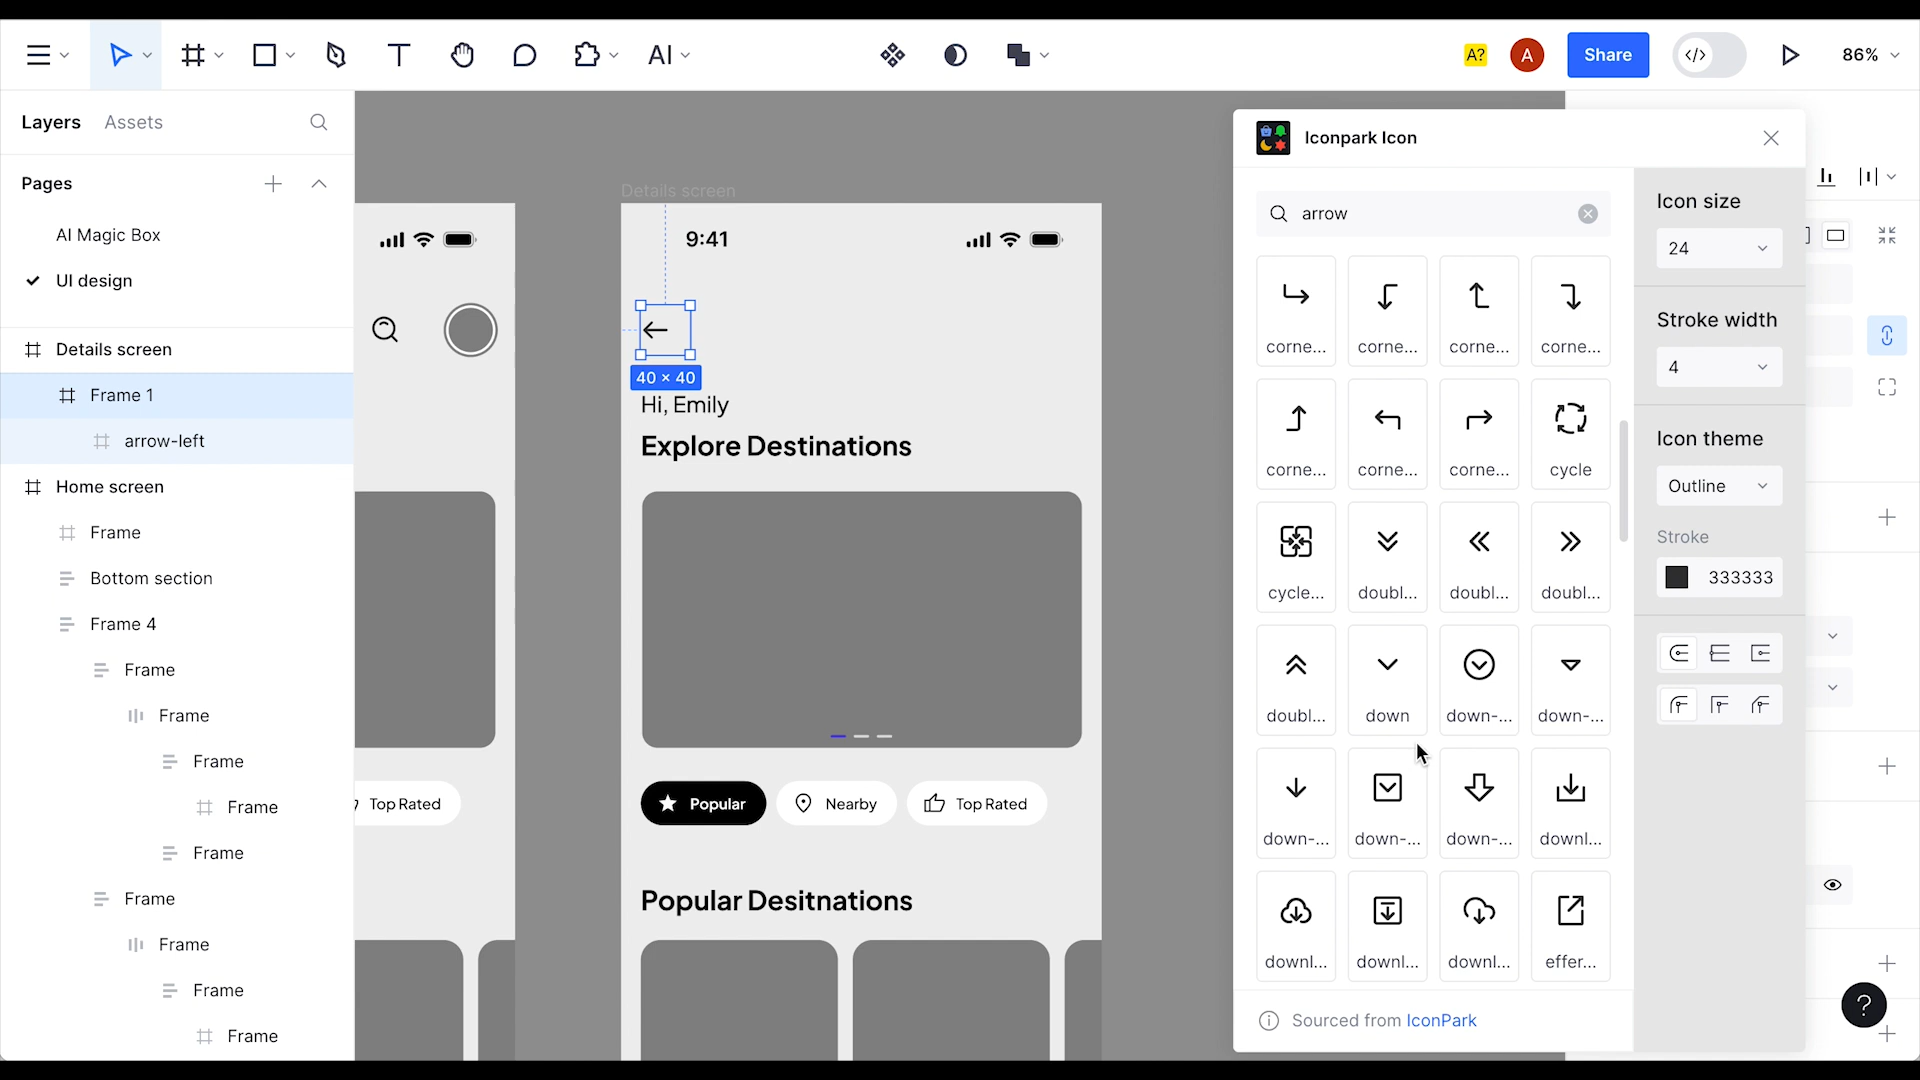 AI
A?
A
Share
</>
86%
Layers
Assets
Pages
AI Magic Box
UI design
Details screen
Frame 1
arrow-left
Home screen
Frame
Bottom section
Frame 4
Frame
Frame
Frame
Frame
Frame
Frame
Frame
Frame
Frame
Top Rated
Details screen
9:41
40 × 40
Hi, Emily
Explore Destinations
Popular
Nearby
Top Rated
Popular Desitnations
Iconpark Icon
arrow
corne...
corne...
corne...
corne...
corne...
corne...
corne...
cycle
cycle...
doubl...
doubl...
doubl...
doubl...
down
down-...
down-...
down-...
down-...
down-...
downl...
downl...
downl...
downl...
effer...
Sourced from IconPark
Icon size
24
Stroke width
4
Icon theme
Outline
Stroke
333333
?